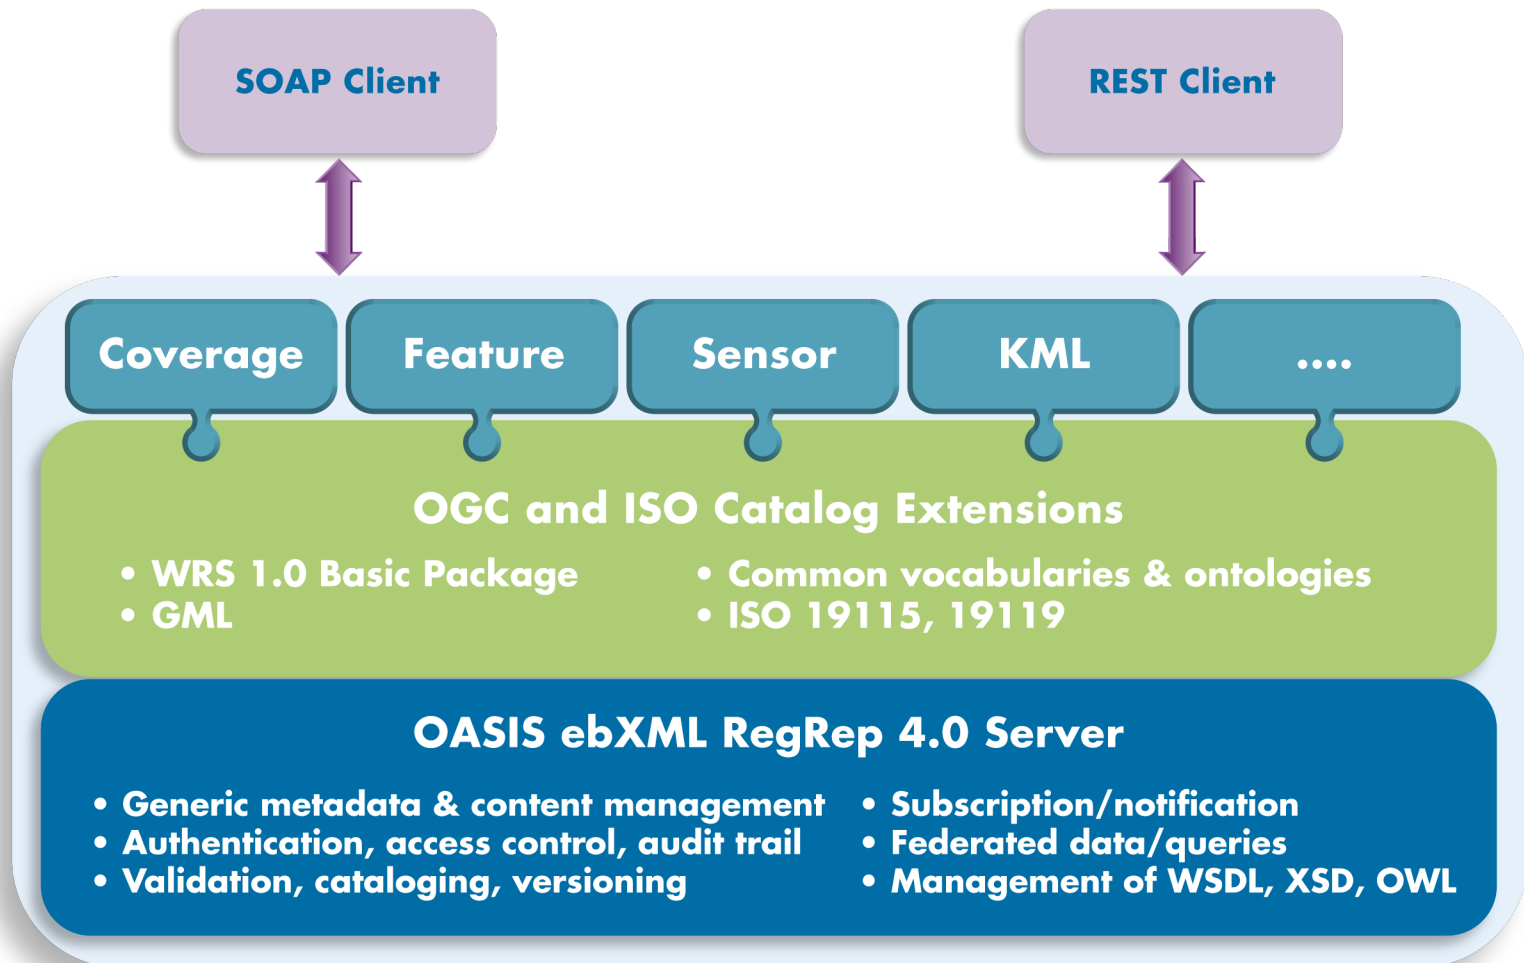 SOAP Client
REST Client
Coverage
Feature
Sensor
KML
....
OGC and ISO Catalog Extensions
• WRS 1.0 Basic Package
• GML
• Common vocabularies & ontologies
• ISO 19115, 19119
OASIS ebXML RegRep 4.0 Server
• Generic metadata & content management
• Authentication, access control, audit trail
• Validation, cataloging, versioning
• Subscription/notification
• Federated data/queries
• Management of WSDL, XSD, OWL